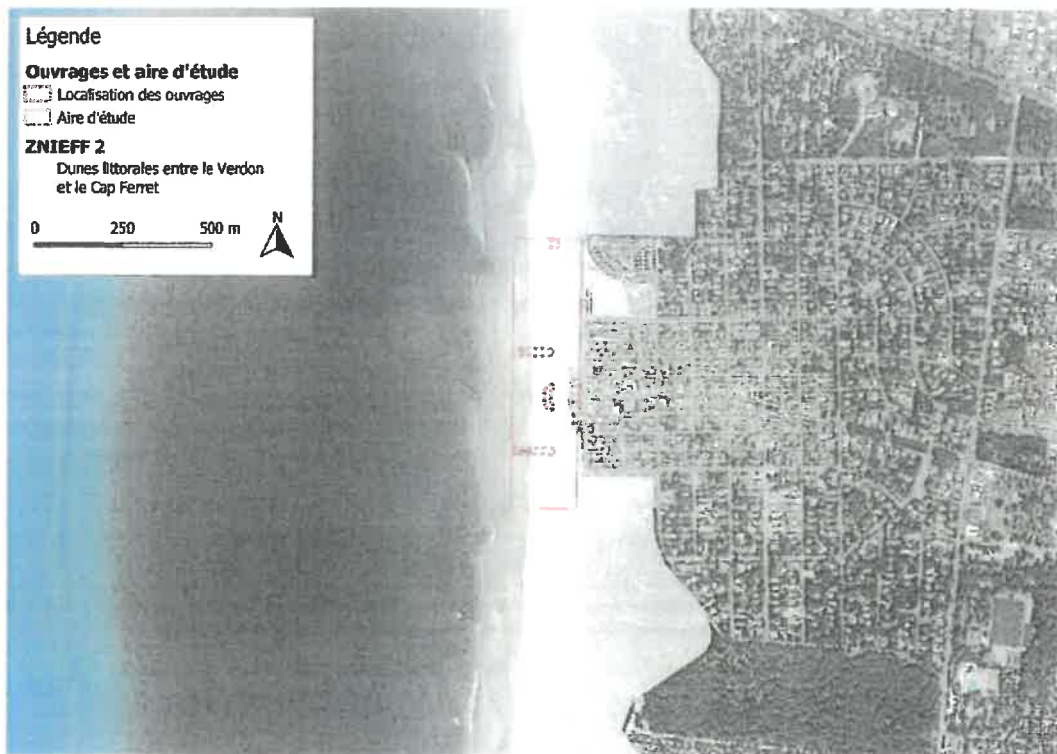 Légende
Ouvrages et aire d'étude
Localisation des ouvrages
Aire d'étude
ZNIEFF 2
Dunes littorales entre le Verdon
et le Cap Ferret
0 250 500 m
N